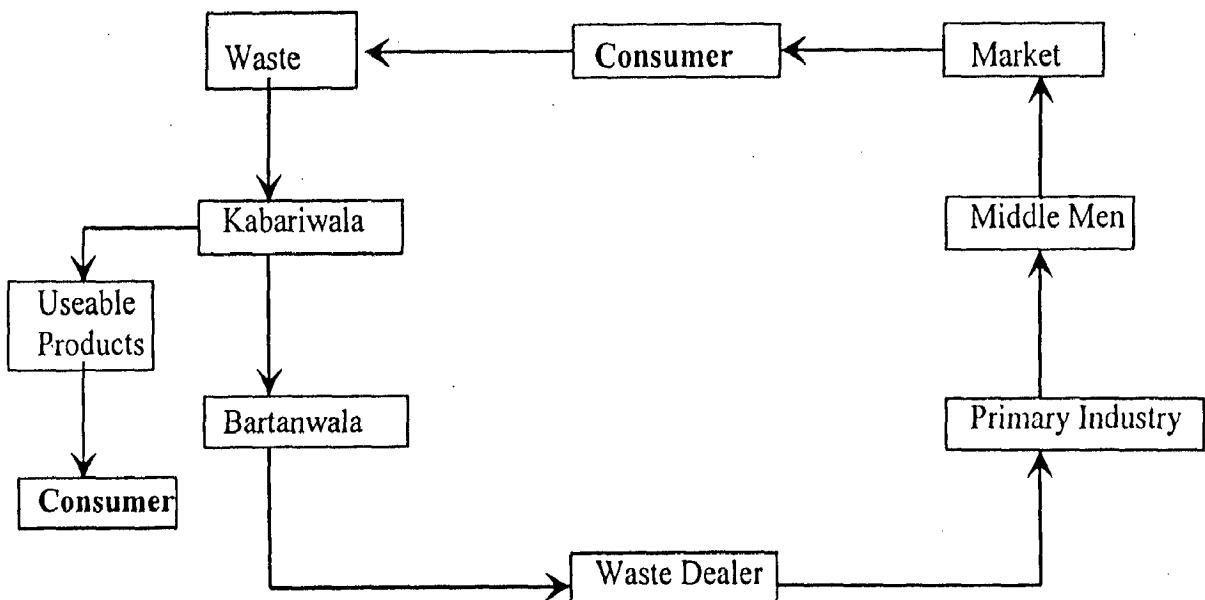 Waste
Consumer
Market
Kabariwala
Middle Men
Useable
Products
Bartanwala
Primary Industry
Consumer
Waste Dealer